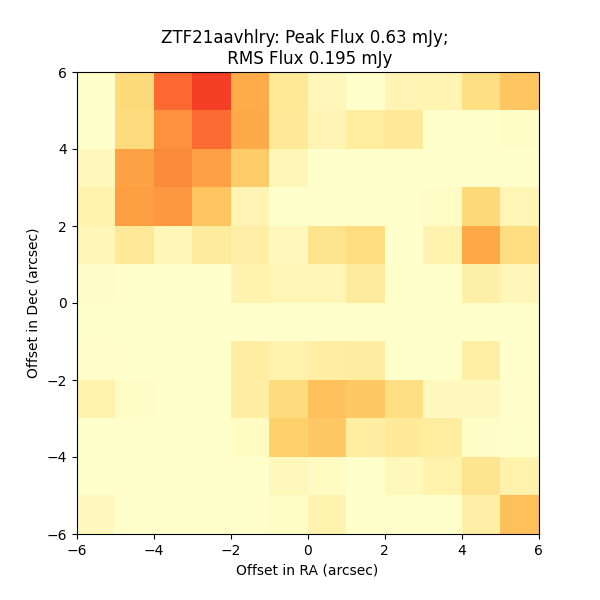 ZTF21aavhlry: Peak Flux 0.63 mJy;
RMS Flux 0.195 mJy
6
4
2
0
−2
−4
−6
Offset in Dec (arcsec)
−6 −4 −2 0 2 4 6
Offset in RA (arcsec)